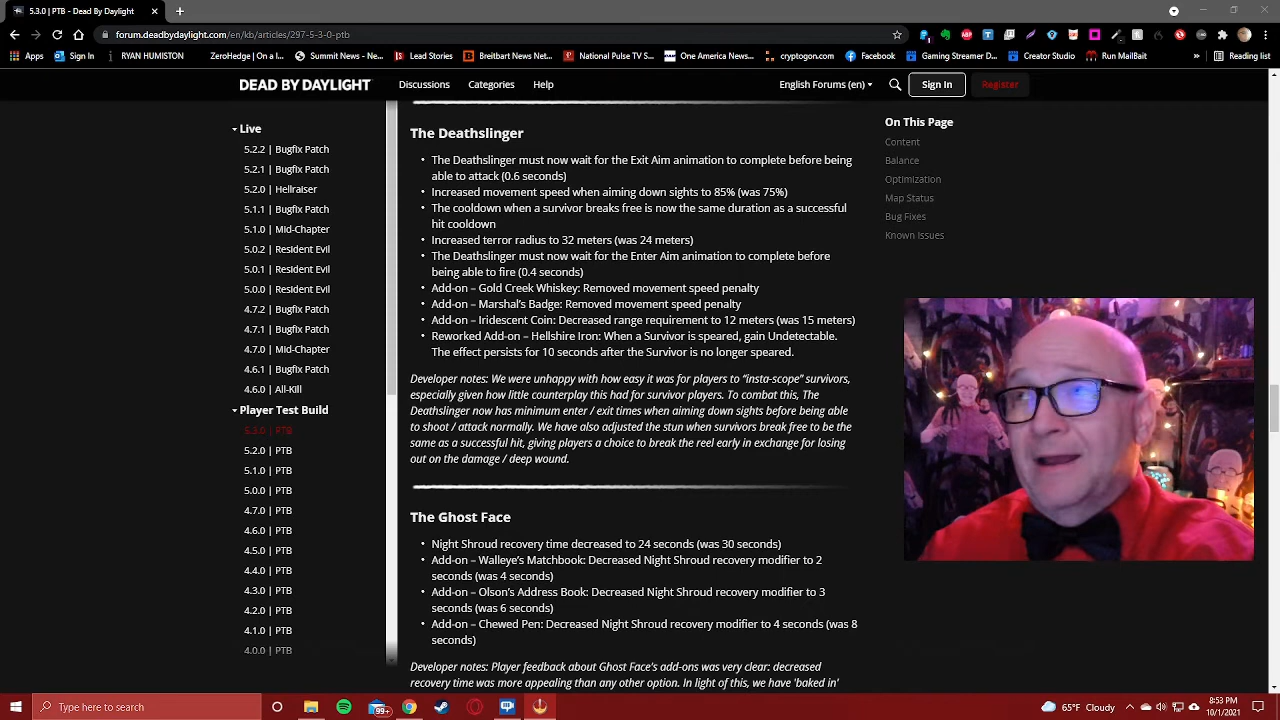 5.3.0 | PTB - Dead By Daylight
forum.deadbydaylight.com/en/kb/articles/297-5-3-0-ptb
Apps Sign In RYAN HUMISTON ZeroHedge | On a l... Summit News - Ne... Lead Stories Breitbart News Net... National Pulse TV S... One America News... cryptogon.com Facebook Gaming Streamer D... Creator Studio Run MailBait » Reading list
DEAD BY DAYLIGHT Discussions Categories Help English Forums (en) Sign In Register
Live
5.2.2 | Bugfix Patch
5.2.1 | Bugfix Patch
5.2.0 | Hellraiser
5.1.1 | Bugfix Patch
5.1.0 | Mid-Chapter
5.0.2 | Resident Evil
5.0.1 | Resident Evil
5.0.0 | Resident Evil
4.7.2 | Bugfix Patch
4.7.1 | Bugfix Patch
4.7.0 | Mid-Chapter
4.6.1 | Bugfix Patch
4.6.0 | All-Kill
Player Test Build
5.3.0 | PTB
5.2.0 | PTB
5.1.0 | PTB
5.0.0 | PTB
4.7.0 | PTB
4.6.0 | PTB
4.5.0 | PTB
4.4.0 | PTB
4.3.0 | PTB
4.2.0 | PTB
4.1.0 | PTB
4.0.0 | PTB
The Deathslinger
• The Deathslinger must now wait for the Exit Aim animation to complete before being
able to attack (0.6 seconds)
• Increased movement speed when aiming down sights to 85% (was 75%)
• The cooldown when a survivor breaks free is now the same duration as a successful
hit cooldown
• Increased terror radius to 32 meters (was 24 meters)
• The Deathslinger must now wait for the Enter Aim animation to complete before
being able to fire (0.4 seconds)
• Add-on – Gold Creek Whiskey: Removed movement speed penalty
• Add-on – Marshal's Badge: Removed movement speed penalty
• Add-on – Iridescent Coin: Decreased range requirement to 12 meters (was 15 meters)
• Reworked Add-on – Hellshire Iron: When a Survivor is speared, gain Undetectable.
The effect persists for 10 seconds after the Survivor is no longer speared.
Developer notes: We were unhappy with how easy it was for players to “insta-scope” survivors,
especially given how little counterplay this had for survivor players. To combat this, The
Deathslinger now has minimum enter / exit times when aiming down sights before being able
to shoot / attack normally. We have also adjusted the stun when survivors break free to be the
same as a successful hit, giving players a choice to break the reel early in exchange for losing
out on the damage / deep wound.
The Ghost Face
• Night Shroud recovery time decreased to 24 seconds (was 30 seconds)
• Add-on – Walleye's Matchbook: Decreased Night Shroud recovery modifier to 2
seconds (was 4 seconds)
• Add-on – Olson's Address Book: Decreased Night Shroud recovery modifier to 3
seconds (was 6 seconds)
• Add-on – Chewed Pen: Decreased Night Shroud recovery modifier to 4 seconds (was 8
seconds)
Developer notes: Player feedback about Ghost Face's add-ons was very clear: decreased
recovery time was more appealing than any other option. In light of this, we have 'baked in'
On This Page
Content
Balance
Optimization
Map Status
Bug Fixes
Known Issues
Type here to search
99+
65°F Cloudy
8:53 PM
10/1/2021